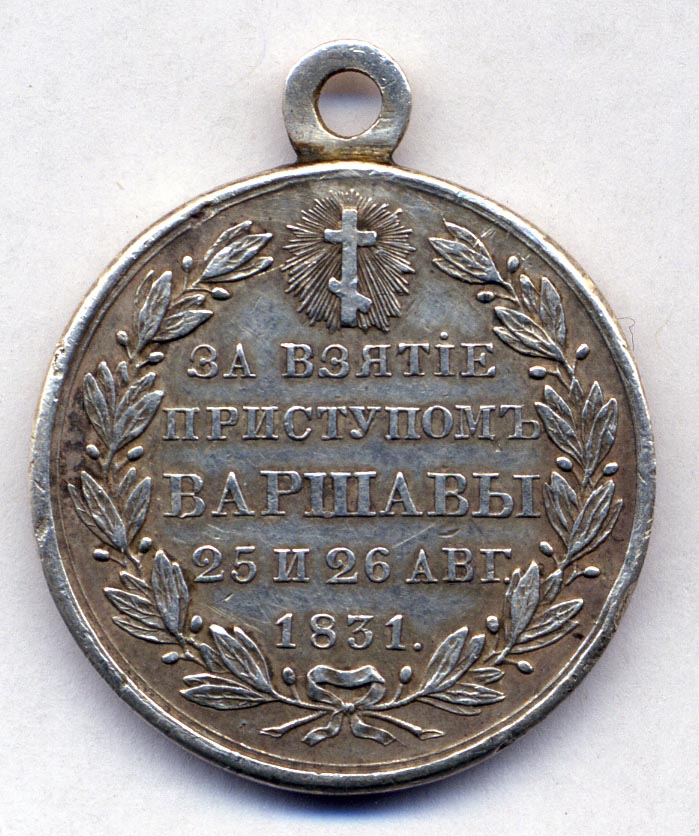 ЗА ВЗЯТІЕ
ПРИСТУПОМЪ
ВАРШАВЫ
25 И 26 АВГ.
1831.